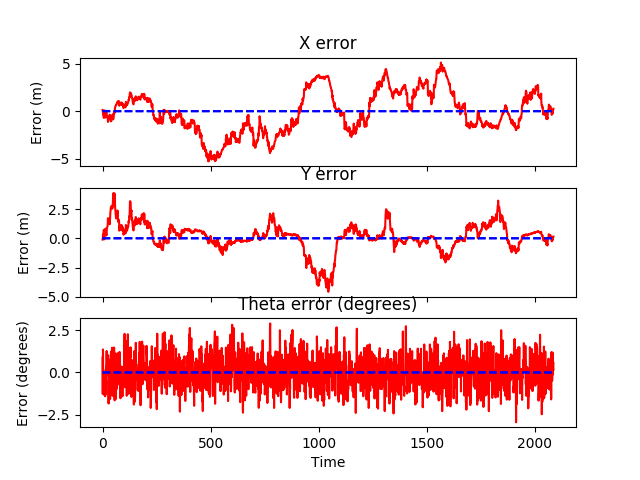 X error
5
0
−5
Error (m)
Y error
2.5
0.0
−2.5
−5.0
Error (m)
Theta error (degrees)
2.5
0.0
−2.5
Error (degrees)
0 500 1000 1500 2000
Time